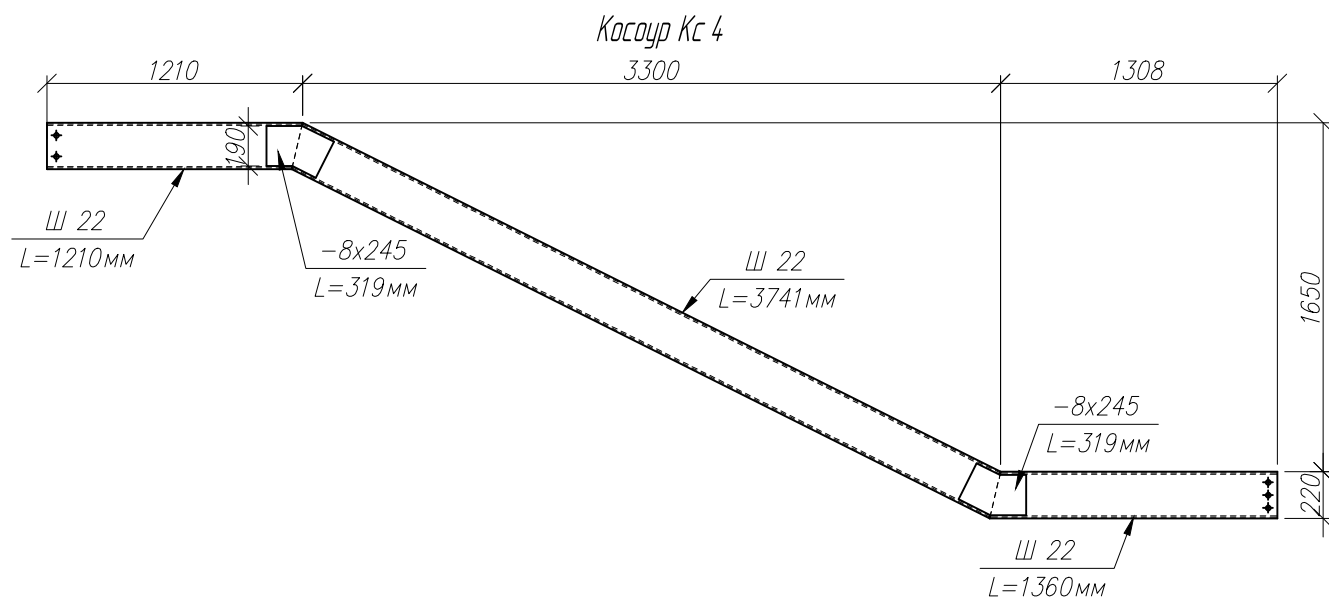 Косоур Кс 4
1210
3300
1308
190
Ш 22
L=1210мм
-8х245
L=319мм
Ш 22
L=3741мм
1650
-8х245
L=319мм
220
Ш 22
L=1360мм